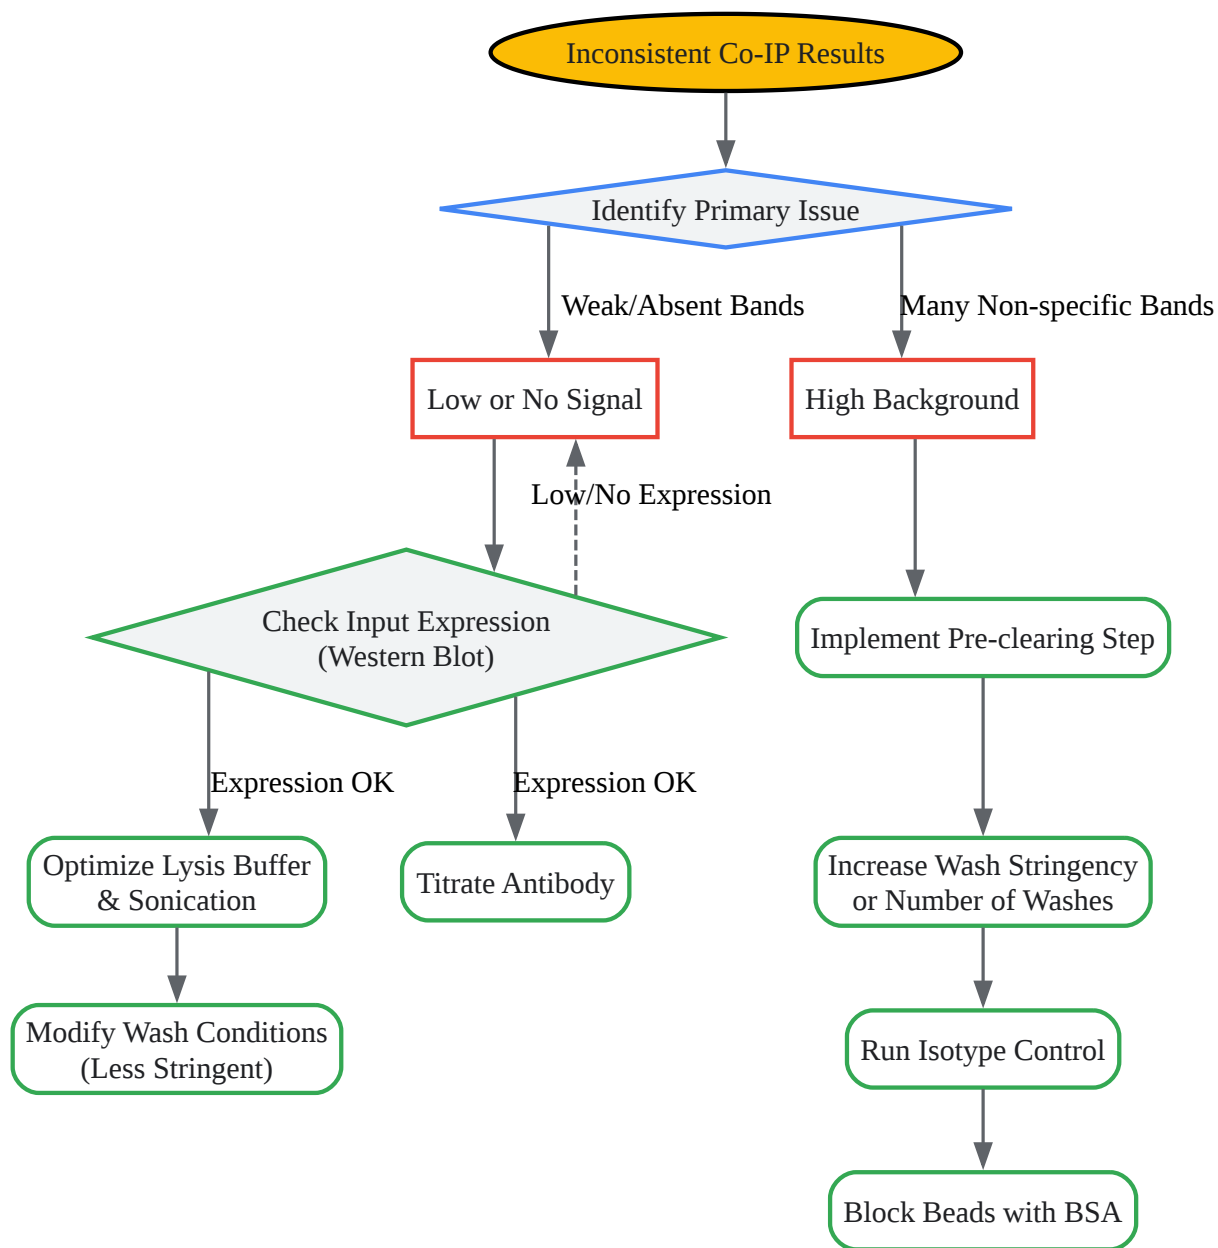 Inconsistent Co-IP Results
Identify Primary Issue
Weak/Absent Bands
Many Non-specific Bands
Low or No Signal
High Background
Low/No Expression
Check Input Expression
(Western Blot)
Implement Pre-clearing Step
Expression OK
Expression OK
Optimize Lysis Buffer
& Sonication
Titrate Antibody
Increase Wash Stringency
or Number of Washes
Modify Wash Conditions
(Less Stringent)
Run Isotype Control
Block Beads with BSA